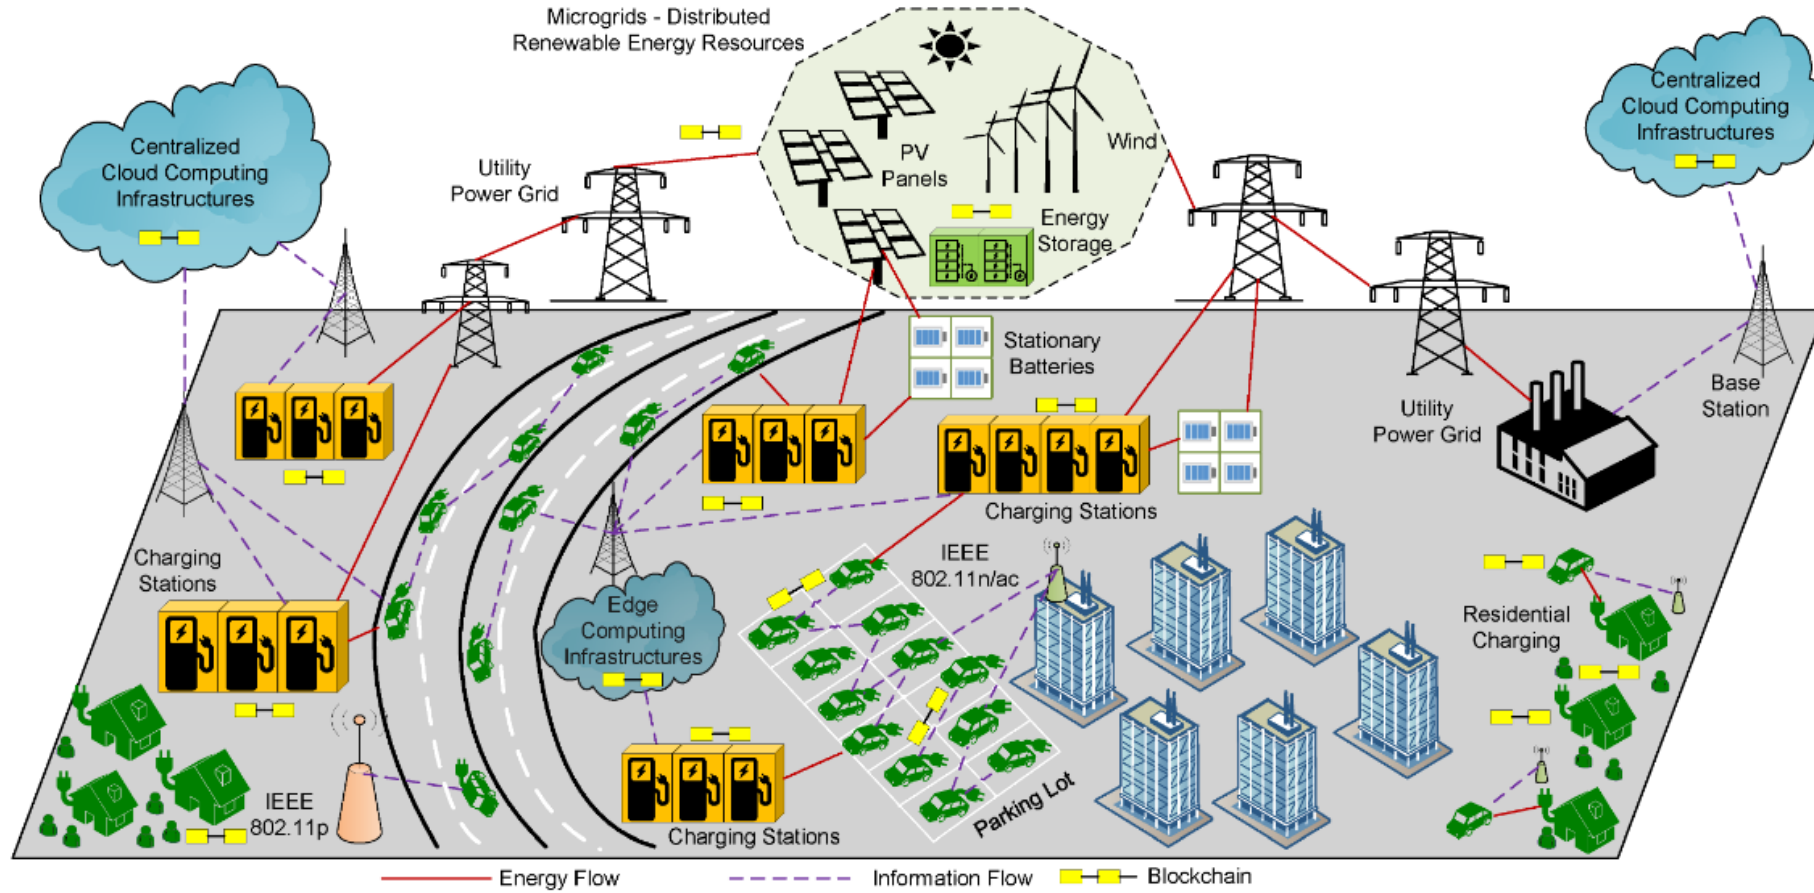 Microgrids - Distributed
Renewable Energy Resources
Centralized
Cloud Computing
Infrastructures
Centralized
Cloud Computing
Infrastructures
Utility
Power Grid
PV
Panels
Wind
Energy
Storage
Stationary
Batteries
Utility
Power Grid
Base
Station
Charging Stations
Charging
Stations
IEEE
802.11n/ac
Edge
Computing
Infrastructures
Residential
Charging
IEEE
802.11p
Charging Stations
Parking Lot
Energy Flow
Information Flow
Blockchain